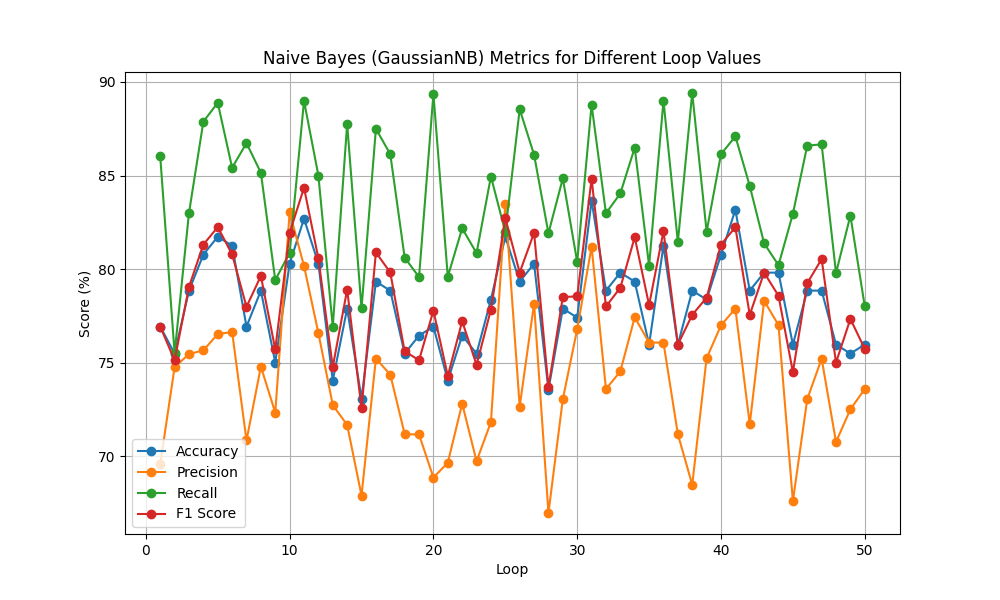 Naive Bayes (GaussianNB) Metrics for Different Loop Values
90
85
80
75
70
Score (%)
Accuracy
Precision
Recall
F1 Score
0 10 20 30 40 50
Loop